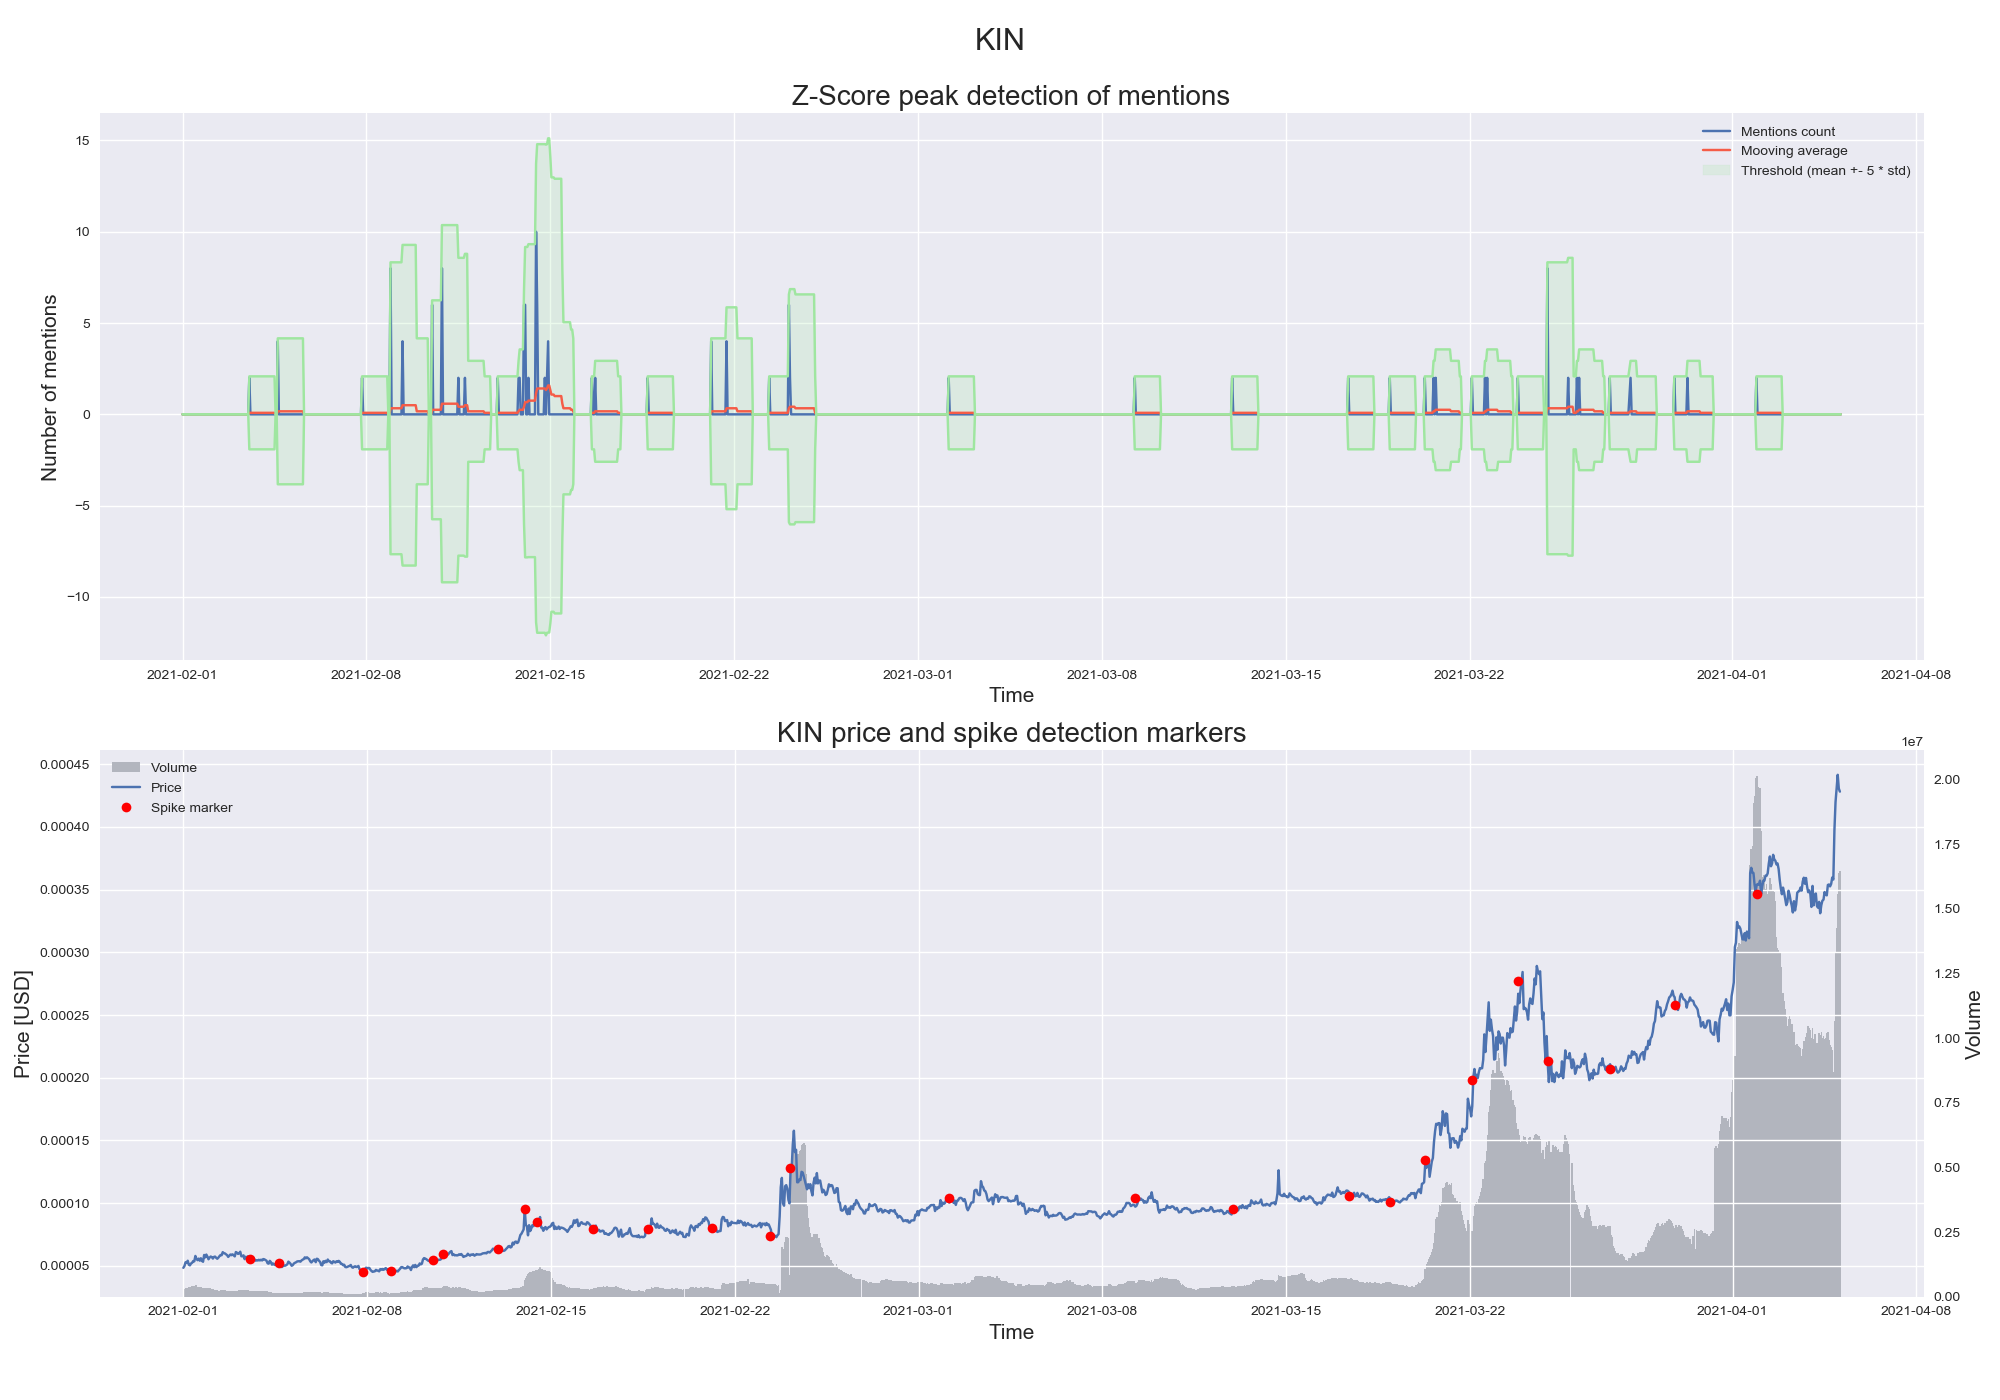 KIN
Z-Score peak detection of mentions
Mentions count
Mooving average
Threshold (mean +- 5 * std)
Number of mentions
15
10
5
0
−5
−10
2021-02-01 2021-02-08 2021-02-15 2021-02-22 2021-03-01 2021-03-08 2021-03-15 2021-03-22 2021-04-01 2021-04-08
Time
KIN price and spike detection markers
1e7
Volume
Price
Spike marker
Price [USD]
0.00045
0.00040
0.00035
0.00030
0.00025
0.00020
0.00015
0.00010
0.00005
2.00
1.75
1.50
1.25
1.00
0.75
0.50
0.25
0.00
Volume
2021-02-01 2021-02-08 2021-02-15 2021-02-22 2021-03-01 2021-03-08 2021-03-15 2021-03-22 2021-04-01 2021-04-08
Time